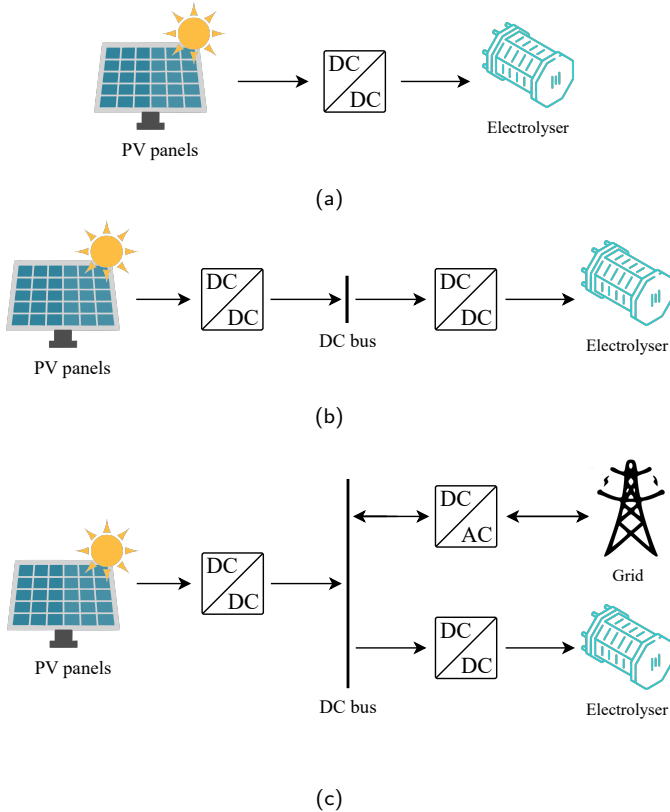 DC
DC
PV panels
Electrolyser
(a)
DC
DC
DC
DC
PV panels
DC bus
Electrolyser
(b)
DC
AC
Grid
DC
DC
DC
DC
PV panels
DC bus
Electrolyser
(c)